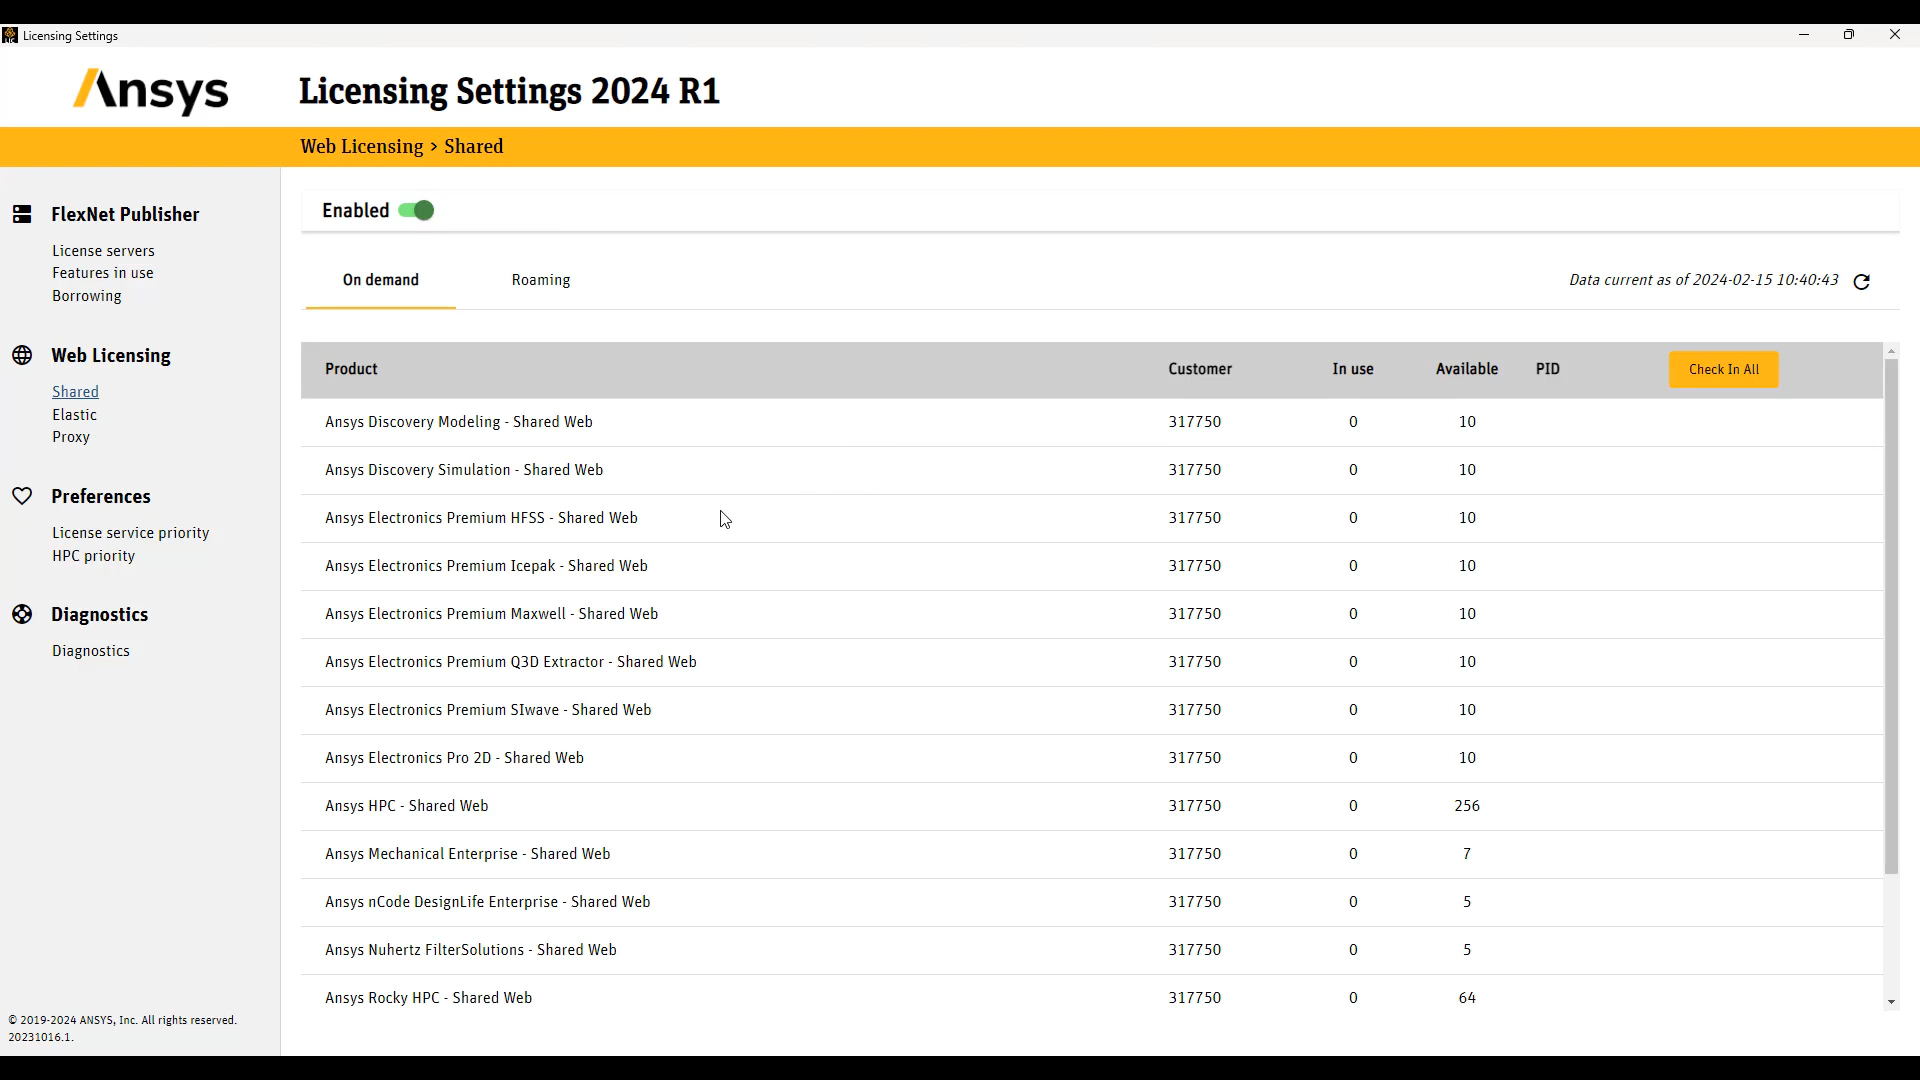 Licensing Settings
Ansys
Licensing Settings 2024 R1
Web Licensing > Shared
FlexNet Publisher
License servers
Features in use
Borrowing
Web Licensing
Shared
Elastic
Proxy
Preferences
License service priority
HPC priority
Diagnostics
Diagnostics
© 2019-2024 ANSYS, Inc. All rights reserved.
20231016.1.
Enabled
On demand Roaming Data current as of 2024-02-15 10:40:43
Product Customer In use Available PID Check In All
Ansys Discovery Modeling - Shared Web 317750 0 10
Ansys Discovery Simulation - Shared Web 317750 0 10
Ansys Electronics Premium HFSS - Shared Web 317750 0 10
Ansys Electronics Premium Icepak - Shared Web 317750 0 10
Ansys Electronics Premium Maxwell - Shared Web 317750 0 10
Ansys Electronics Premium Q3D Extractor - Shared Web 317750 0 10
Ansys Electronics Premium SIwave - Shared Web 317750 0 10
Ansys Electronics Pro 2D - Shared Web 317750 0 10
Ansys HPC - Shared Web 317750 0 256
Ansys Mechanical Enterprise - Shared Web 317750 0 7
Ansys nCode DesignLife Enterprise - Shared Web 317750 0 5
Ansys Nuhertz FilterSolutions - Shared Web 317750 0 5
Ansys Rocky HPC - Shared Web 317750 0 64